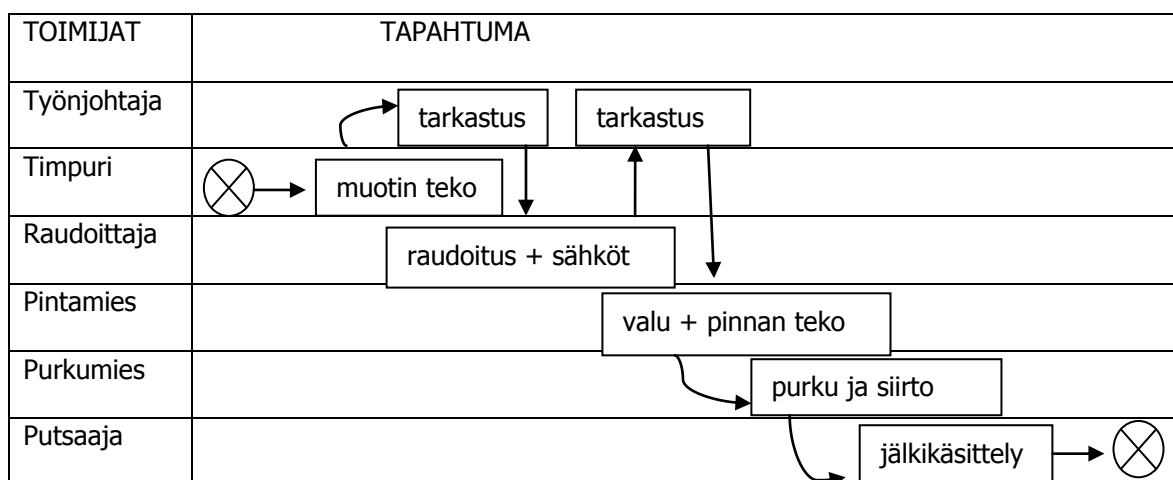 TOIMIJAT TAPAHTUMA
Työnjohtaja tarkastus tarkastus
Timpuri muotin teko
Raudoittaja raudoitus + sähköt
Pintamies valu + pinnan teko
Purkumies purku ja siirto
Putsaaja jälkikäsittely